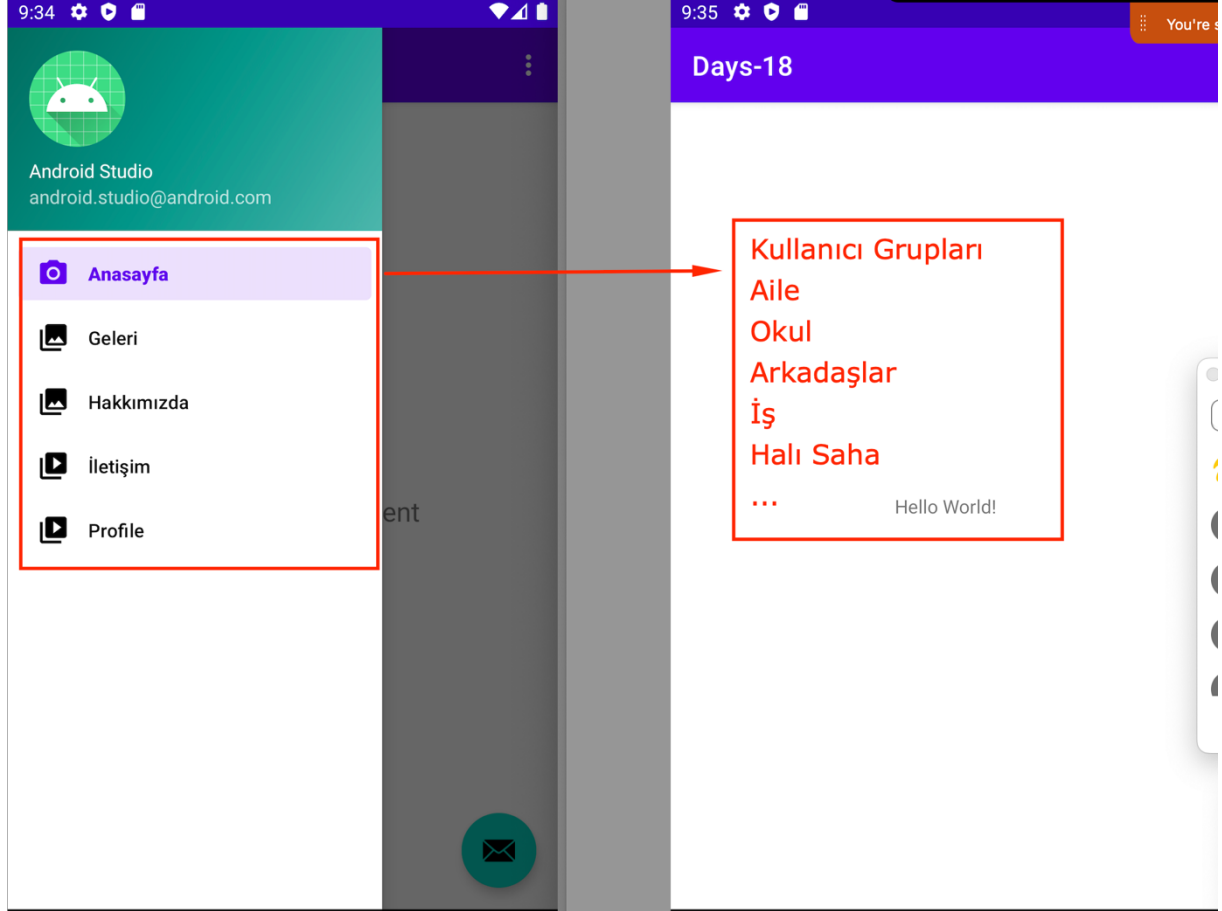 9:34
Android Studio
android.studio@android.com
Anasayfa
Geleri
Hakkımızda
İletişim
Profile
ent
9:35
You're s
Days-18
Kullanıcı Grupları
Aile
Okul
Arkadaşlar
İş
Halı Saha
...
Hello World!